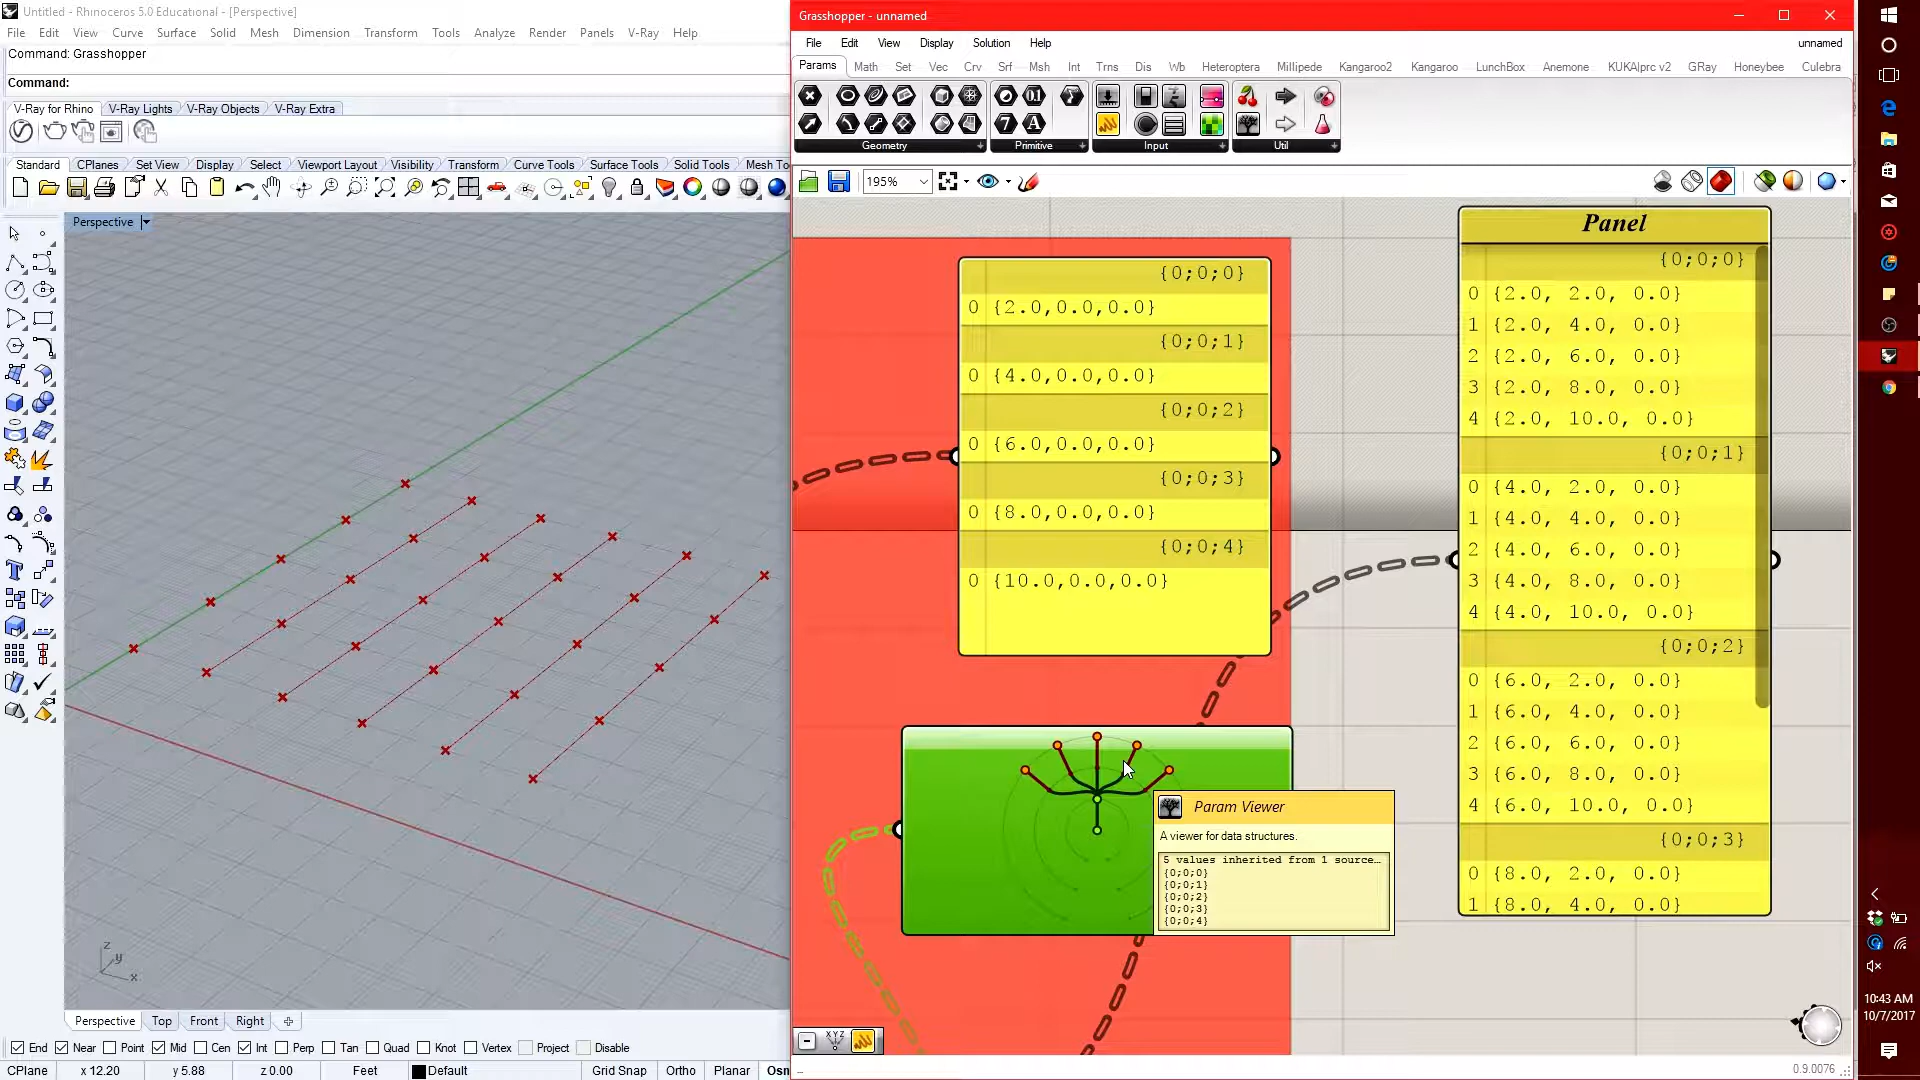 Untitled - Rhinoceros 5.0 Educational - [Perspective]
File Edit View Curve Surface Solid Mesh Dimension Transform Tools Analyze Render Panels V-Ray Help
Command: Grasshopper
Command:
V-Ray for Rhino V-Ray Lights V-Ray Objects V-Ray Extra
Standard CPlanes Set View Display Select Viewport Layout Visibility Transform Curve Tools Surface Tools Solid Tools Mesh To
Perspective
z
y
x
Perspective Top Front Right
End Near Point Mid Cen Int Perp Tan Quad Knot Vertex Project Disable
CPlane x 12.20 y 5.88 z 0.00 Feet Default Grid Snap Ortho Planar Osn
Grasshopper - unnamed
File Edit View Display Solution Help unnamed
Params Math Set Vec Crv Srf Msh Int Trns Dis Wb Heteroptera Millipede Kangaroo2 Kangaroo LunchBox Anemone KUKA|prc v2 GRay Honeybee Culebra
Geometry Primitive Input Util
195%
{0;0;0}
0 {2.0,0.0,0.0}
{0;0;1}
0 {4.0,0.0,0.0}
{0;0;2}
0 {6.0,0.0,0.0}
{0;0;3}
0 {8.0,0.0,0.0}
{0;0;4}
0 {10.0,0.0,0.0}
Panel
{0;0;0}
0 {2.0, 2.0, 0.0}
1 {2.0, 4.0, 0.0}
2 {2.0, 6.0, 0.0}
3 {2.0, 8.0, 0.0}
4 {2.0, 10.0, 0.0}
{0;0;1}
0 {4.0, 2.0, 0.0}
1 {4.0, 4.0, 0.0}
2 {4.0, 6.0, 0.0}
3 {4.0, 8.0, 0.0}
4 {4.0, 10.0, 0.0}
{0;0;2}
0 {6.0, 2.0, 0.0}
1 {6.0, 4.0, 0.0}
2 {6.0, 6.0, 0.0}
3 {6.0, 8.0, 0.0}
4 {6.0, 10.0, 0.0}
{0;0;3}
0 {8.0, 2.0, 0.0}
1 {8.0, 4.0, 0.0}
Param Viewer
A viewer for data structures.
5 values inherited from 1 source...
{0;0;0}
{0;0;1}
{0;0;2}
{0;0;3}
{0;0;4}
XYZ
0.9.0076
10:43 AM
10/7/2017